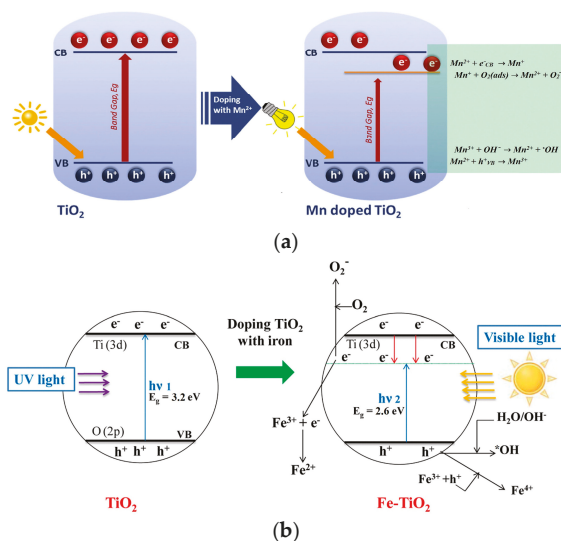 e⁻ e⁻ e⁻ e⁻
CB
Band Gap, Eg
VB
h⁺ h⁺ h⁺ h⁺
TiO₂
Doping
with Mn²⁺
e⁻ e⁻
CB
e⁻ e⁻
Band Gap, Eg
VB
h⁺ h⁺ h⁺ h⁺
Mn doped TiO₂
Mn²⁺ + e⁻CB → Mn⁺
Mn⁺ + O₂(ads) → Mn²⁺ + O₂⁻
Mn³⁺ + OH⁻ → Mn²⁺ + •OH
Mn²⁺ + h⁺VB → Mn³⁺
(a)
e⁻ e⁻ e⁻
Ti (3d) CB
UV light
hν 1
Eg = 3.2 eV
O (2p) VB
h⁺ h⁺ h⁺
TiO₂
Doping TiO₂
with iron
O₂⁻
O₂
e⁻ e⁻ e⁻
Ti (3d) CB
e⁻ e⁻ e⁻
Visible light
hν 2
Eg = 2.6 eV
Fe³⁺ + e⁻
Fe²⁺
h⁺ h⁺
H₂O/OH⁻
*OH
Fe³⁺+h⁺
Fe⁴⁺
Fe-TiO₂
(b)